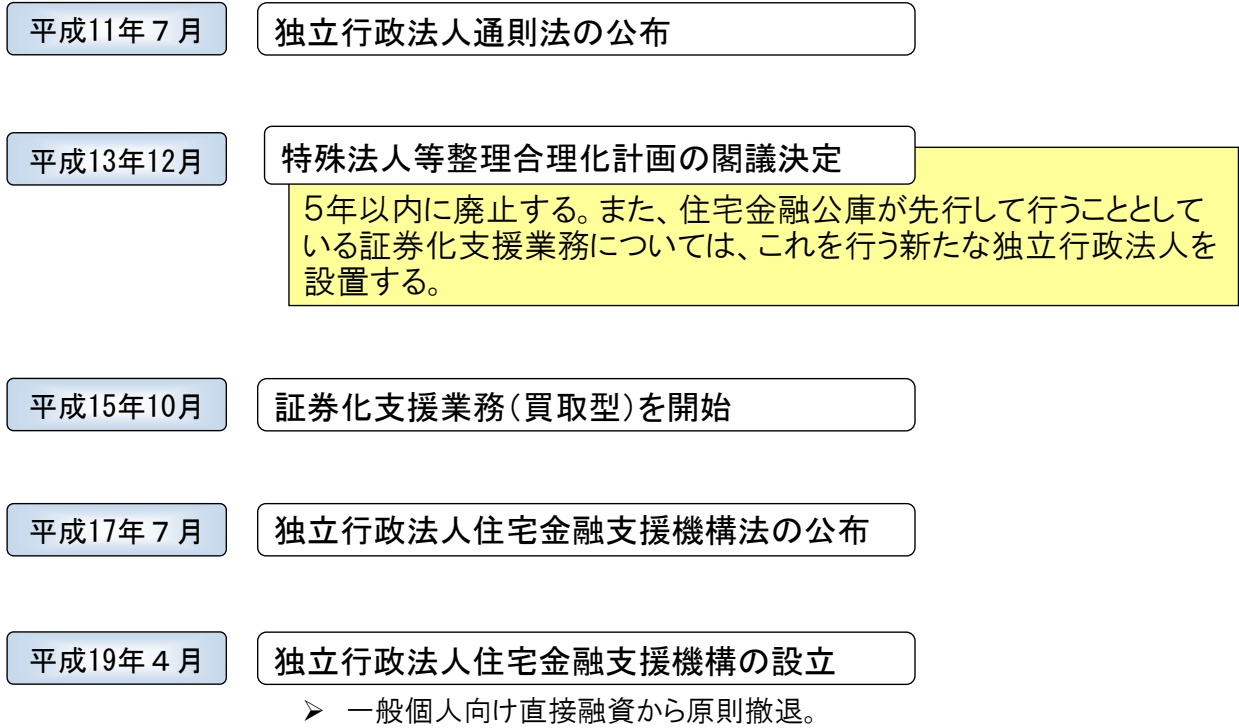 平成11年７月 独立行政法人通則法の公布
平成13年12月 特殊法人等整理合理化計画の閣議決定
５年以内に廃止する。また、住宅金融公庫が先行して行うこととして
いる証券化支援業務については、これを行う新たな独立行政法人を
設置する。
平成15年10月 証券化支援業務（買取型）を開始
平成17年７月 独立行政法人住宅金融支援機構法の公布
平成19年４月 独立行政法人住宅金融支援機構の設立
➢ 一般個人向け直接融資から原則撤退。